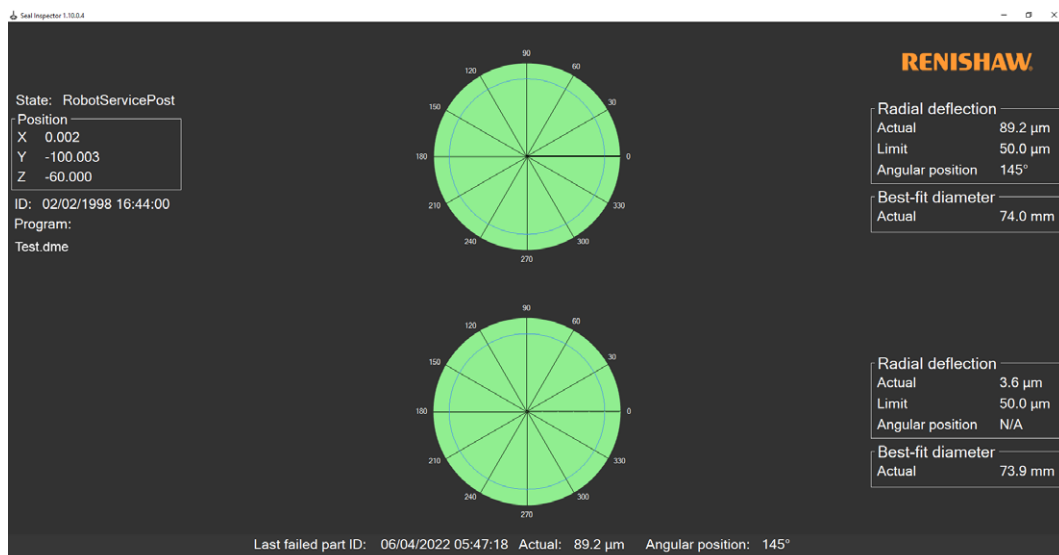 Seal Inspector 1.10.0.4
RENISHAW.
State: RobotServicePost
Position
X 0.002
Y -100.003
Z -60.000
ID: 02/02/1998 16:44:00
Program:
Test.dme
90
60
30
0
330
300
270
240
210
180
150
120
Radial deflection
Actual 89.2 µm
Limit 50.0 µm
Angular position 145°
Best-fit diameter
Actual 74.0 mm
90
60
30
0
330
300
270
240
210
180
150
120
Radial deflection
Actual 3.6 µm
Limit 50.0 µm
Angular position N/A
Best-fit diameter
Actual 73.9 mm
Last failed part ID: 06/04/2022 05:47:18 Actual: 89.2 µm Angular position: 145°